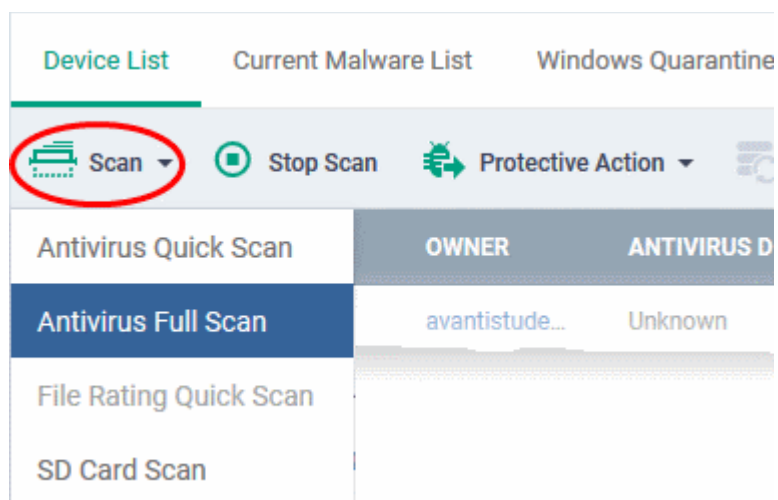 Device List Current Malware List Windows Quarantine
Scan Stop Scan Protective Action
Antivirus Quick Scan OWNER ANTIVIRUS D
Antivirus Full Scan avantistude... Unknown
File Rating Quick Scan
SD Card Scan